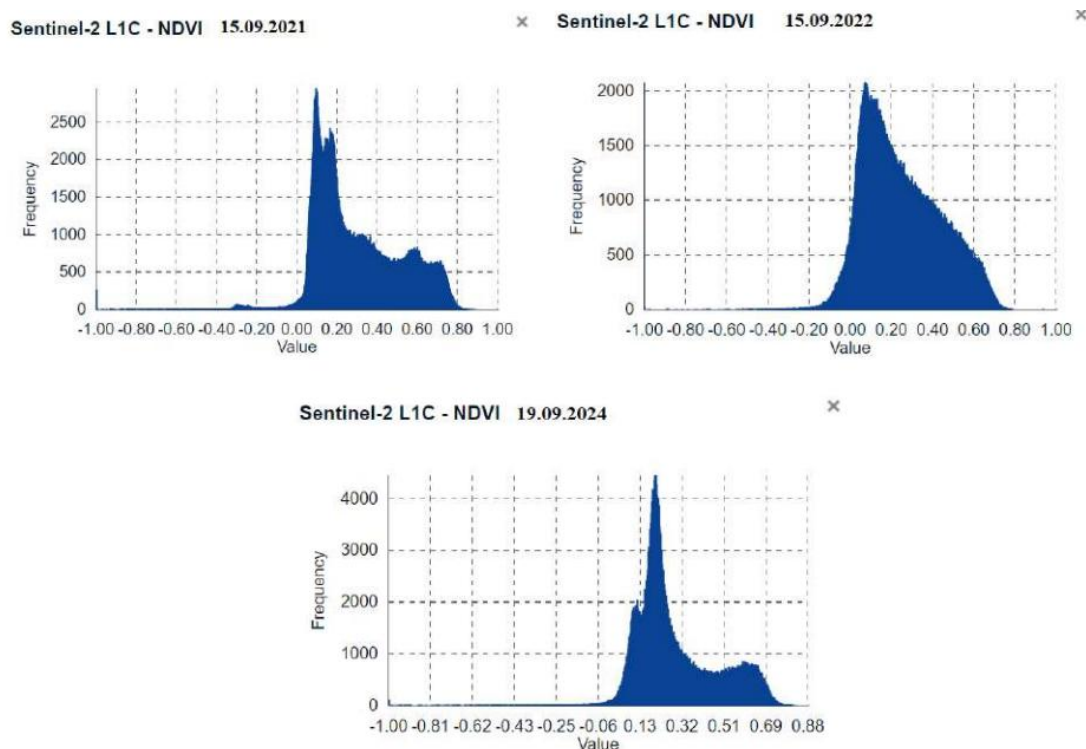 Sentinel-2 L1C - NDVI 15.09.2021 ×
Frequency
2500
2000
1500
1000
500
0
-1.00 -0.80 -0.60 -0.40 -0.20 0.00 0.20 0.40 0.60 0.80 1.00
Value
Sentinel-2 L1C - NDVI 15.09.2022 ×
Frequency
2000
1500
1000
500
0
-1.00 -0.80 -0.60 -0.40 -0.20 0.00 0.20 0.40 0.60 0.80 1.00
Value
Sentinel-2 L1C - NDVI 19.09.2024 ×
Frequency
4000
3000
2000
1000
0
-1.00 -0.81 -0.62 -0.43 -0.25 -0.06 0.13 0.32 0.51 0.69 0.88
Value